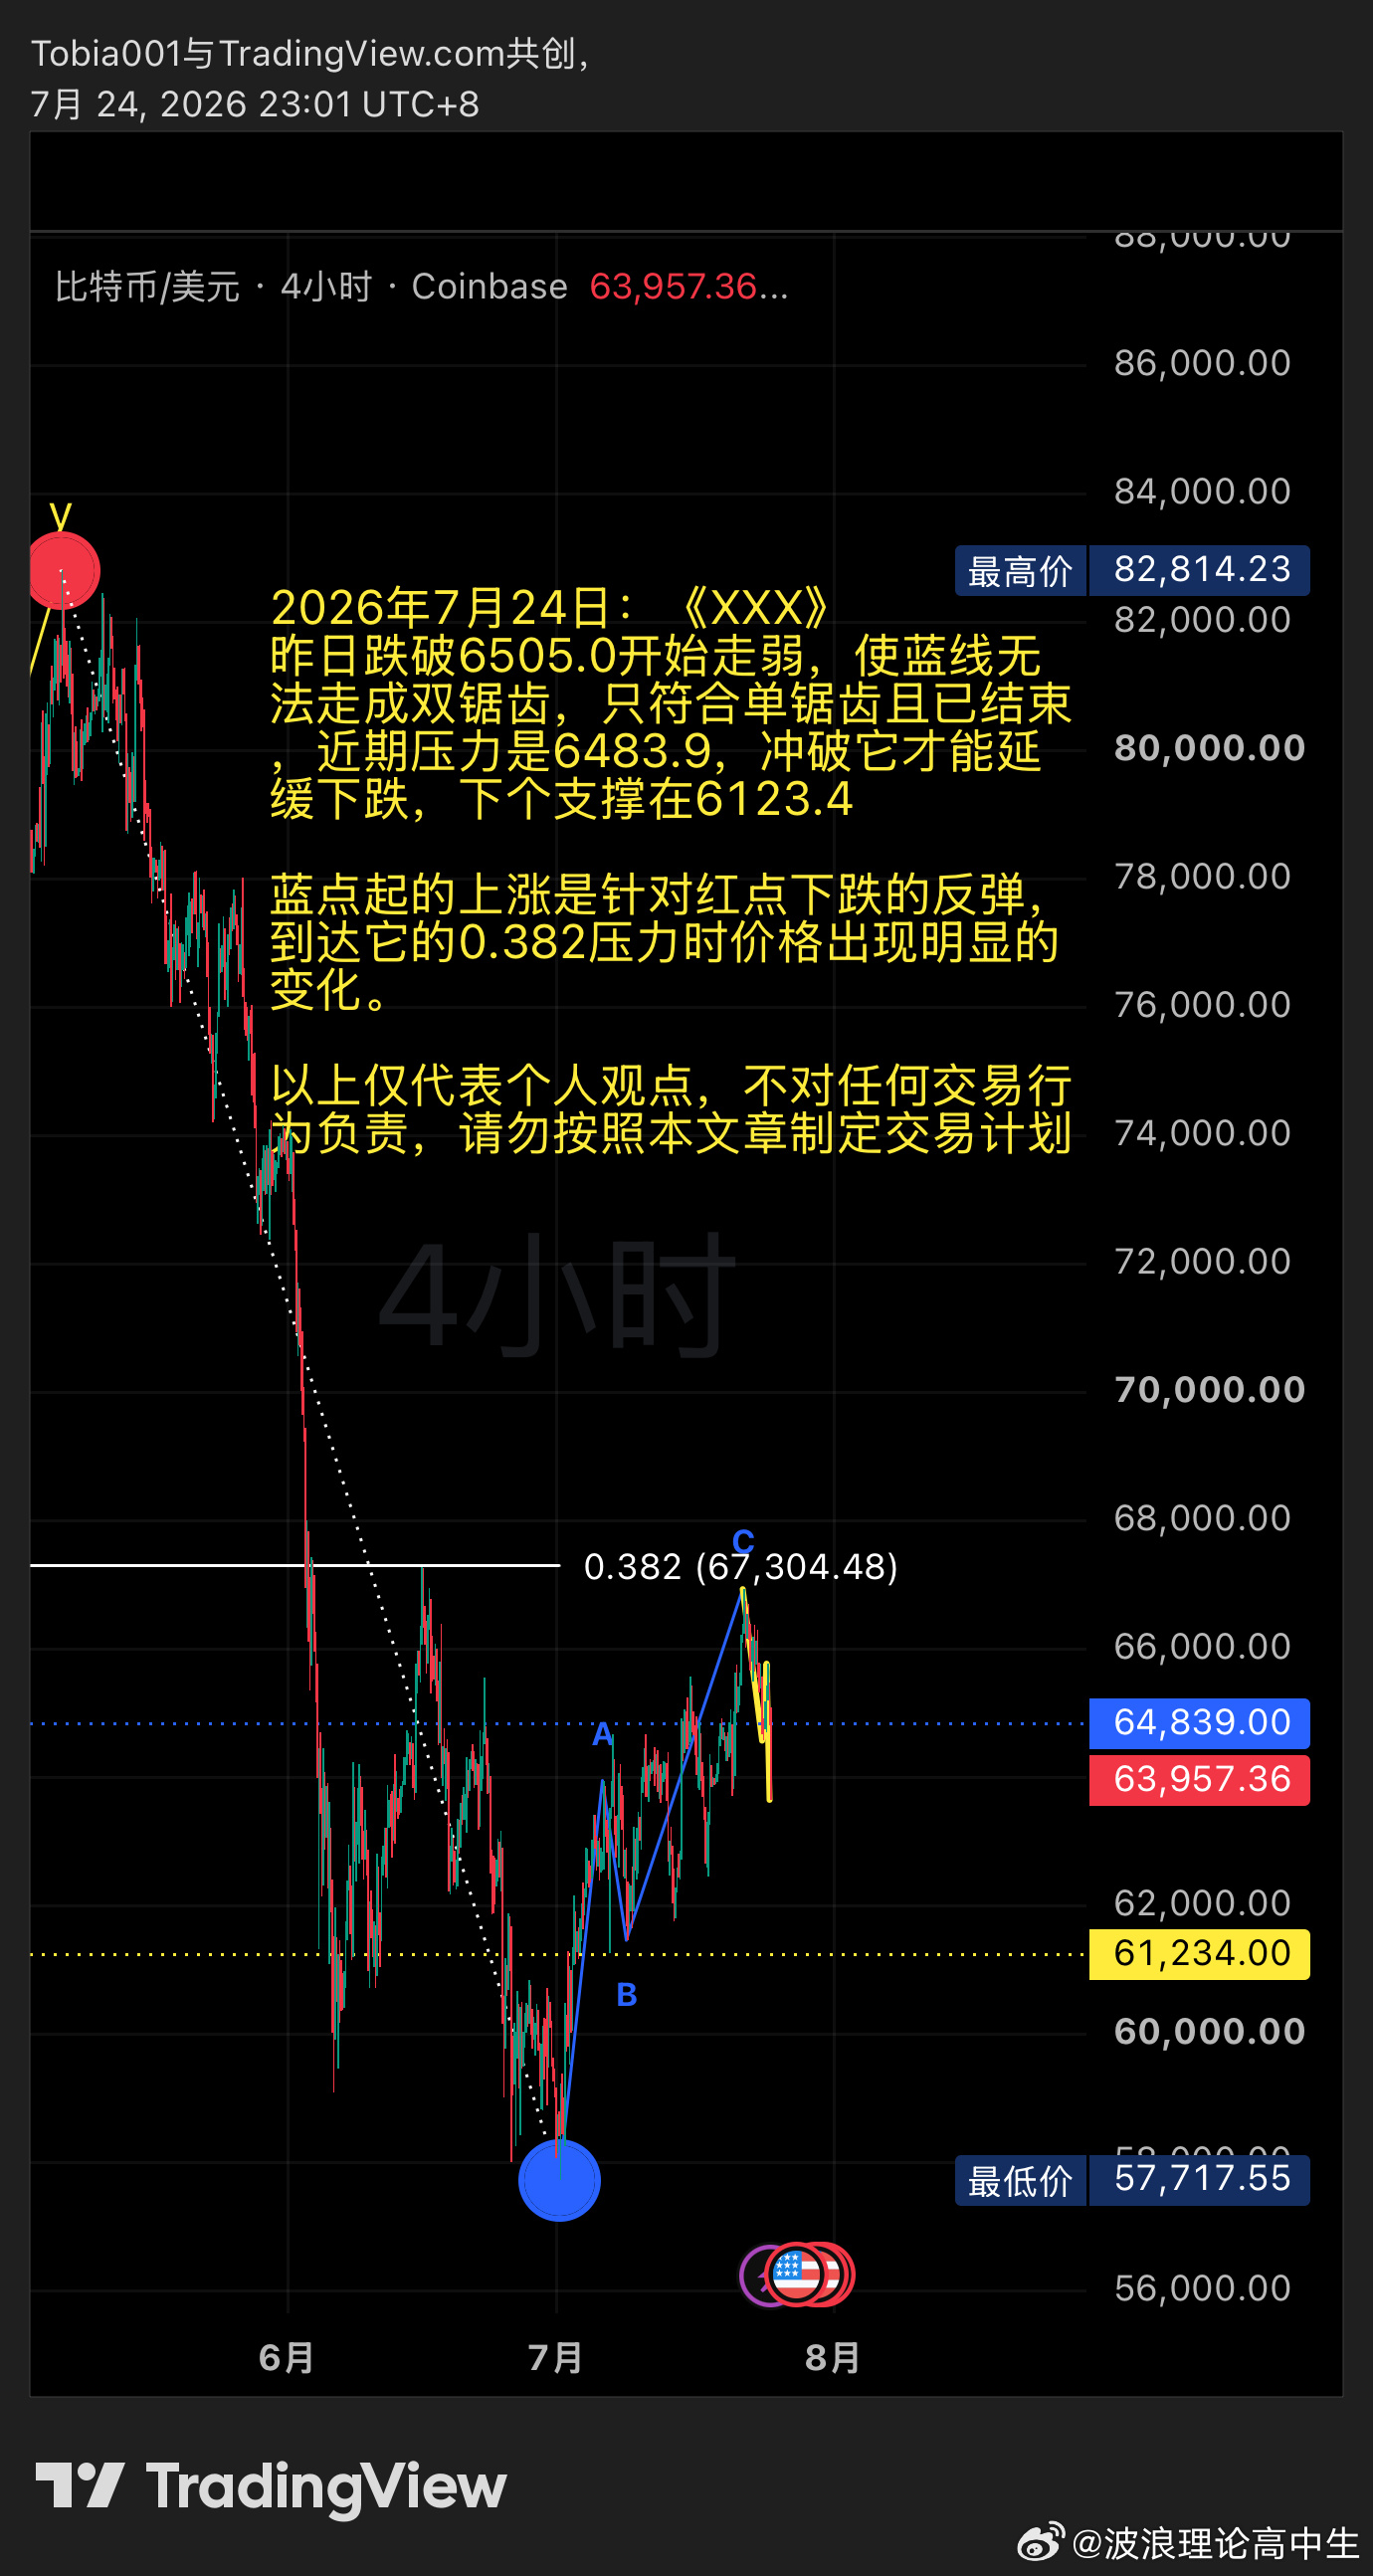 Tobia001与TradingView.com共创，
7月 24, 2026 23:01 UTC+8
88,000.00
比特币/美元 · 4小时 · Coinbase 63,957.36...
86,000.00
84,000.00
V
最高价 82,814.23
82,000.00
2026年7月24日：《XXX》
昨日跌破6505.0开始走弱，使蓝线无
法走成双锯齿，只符合单锯齿且已结束
，近期压力是6483.9，冲破它才能延
缓下跌，下个支撑在6123.4
80,000.00
78,000.00
蓝点起的上涨是针对红点下跌的反弹，
到达它的0.382压力时价格出现明显的
变化。
76,000.00
以上仅代表个人观点，不对任何交易行
为负责，请勿按照本文章制定交易计划
74,000.00
4小时
72,000.00
70,000.00
68,000.00
C
0.382 (67,304.48)
66,000.00
A
64,839.00
63,957.36
62,000.00
61,234.00
B
60,000.00
58,000.00
最低价 57,717.55
56,000.00
6月 7月 8月
TradingView
@波浪理论高中生